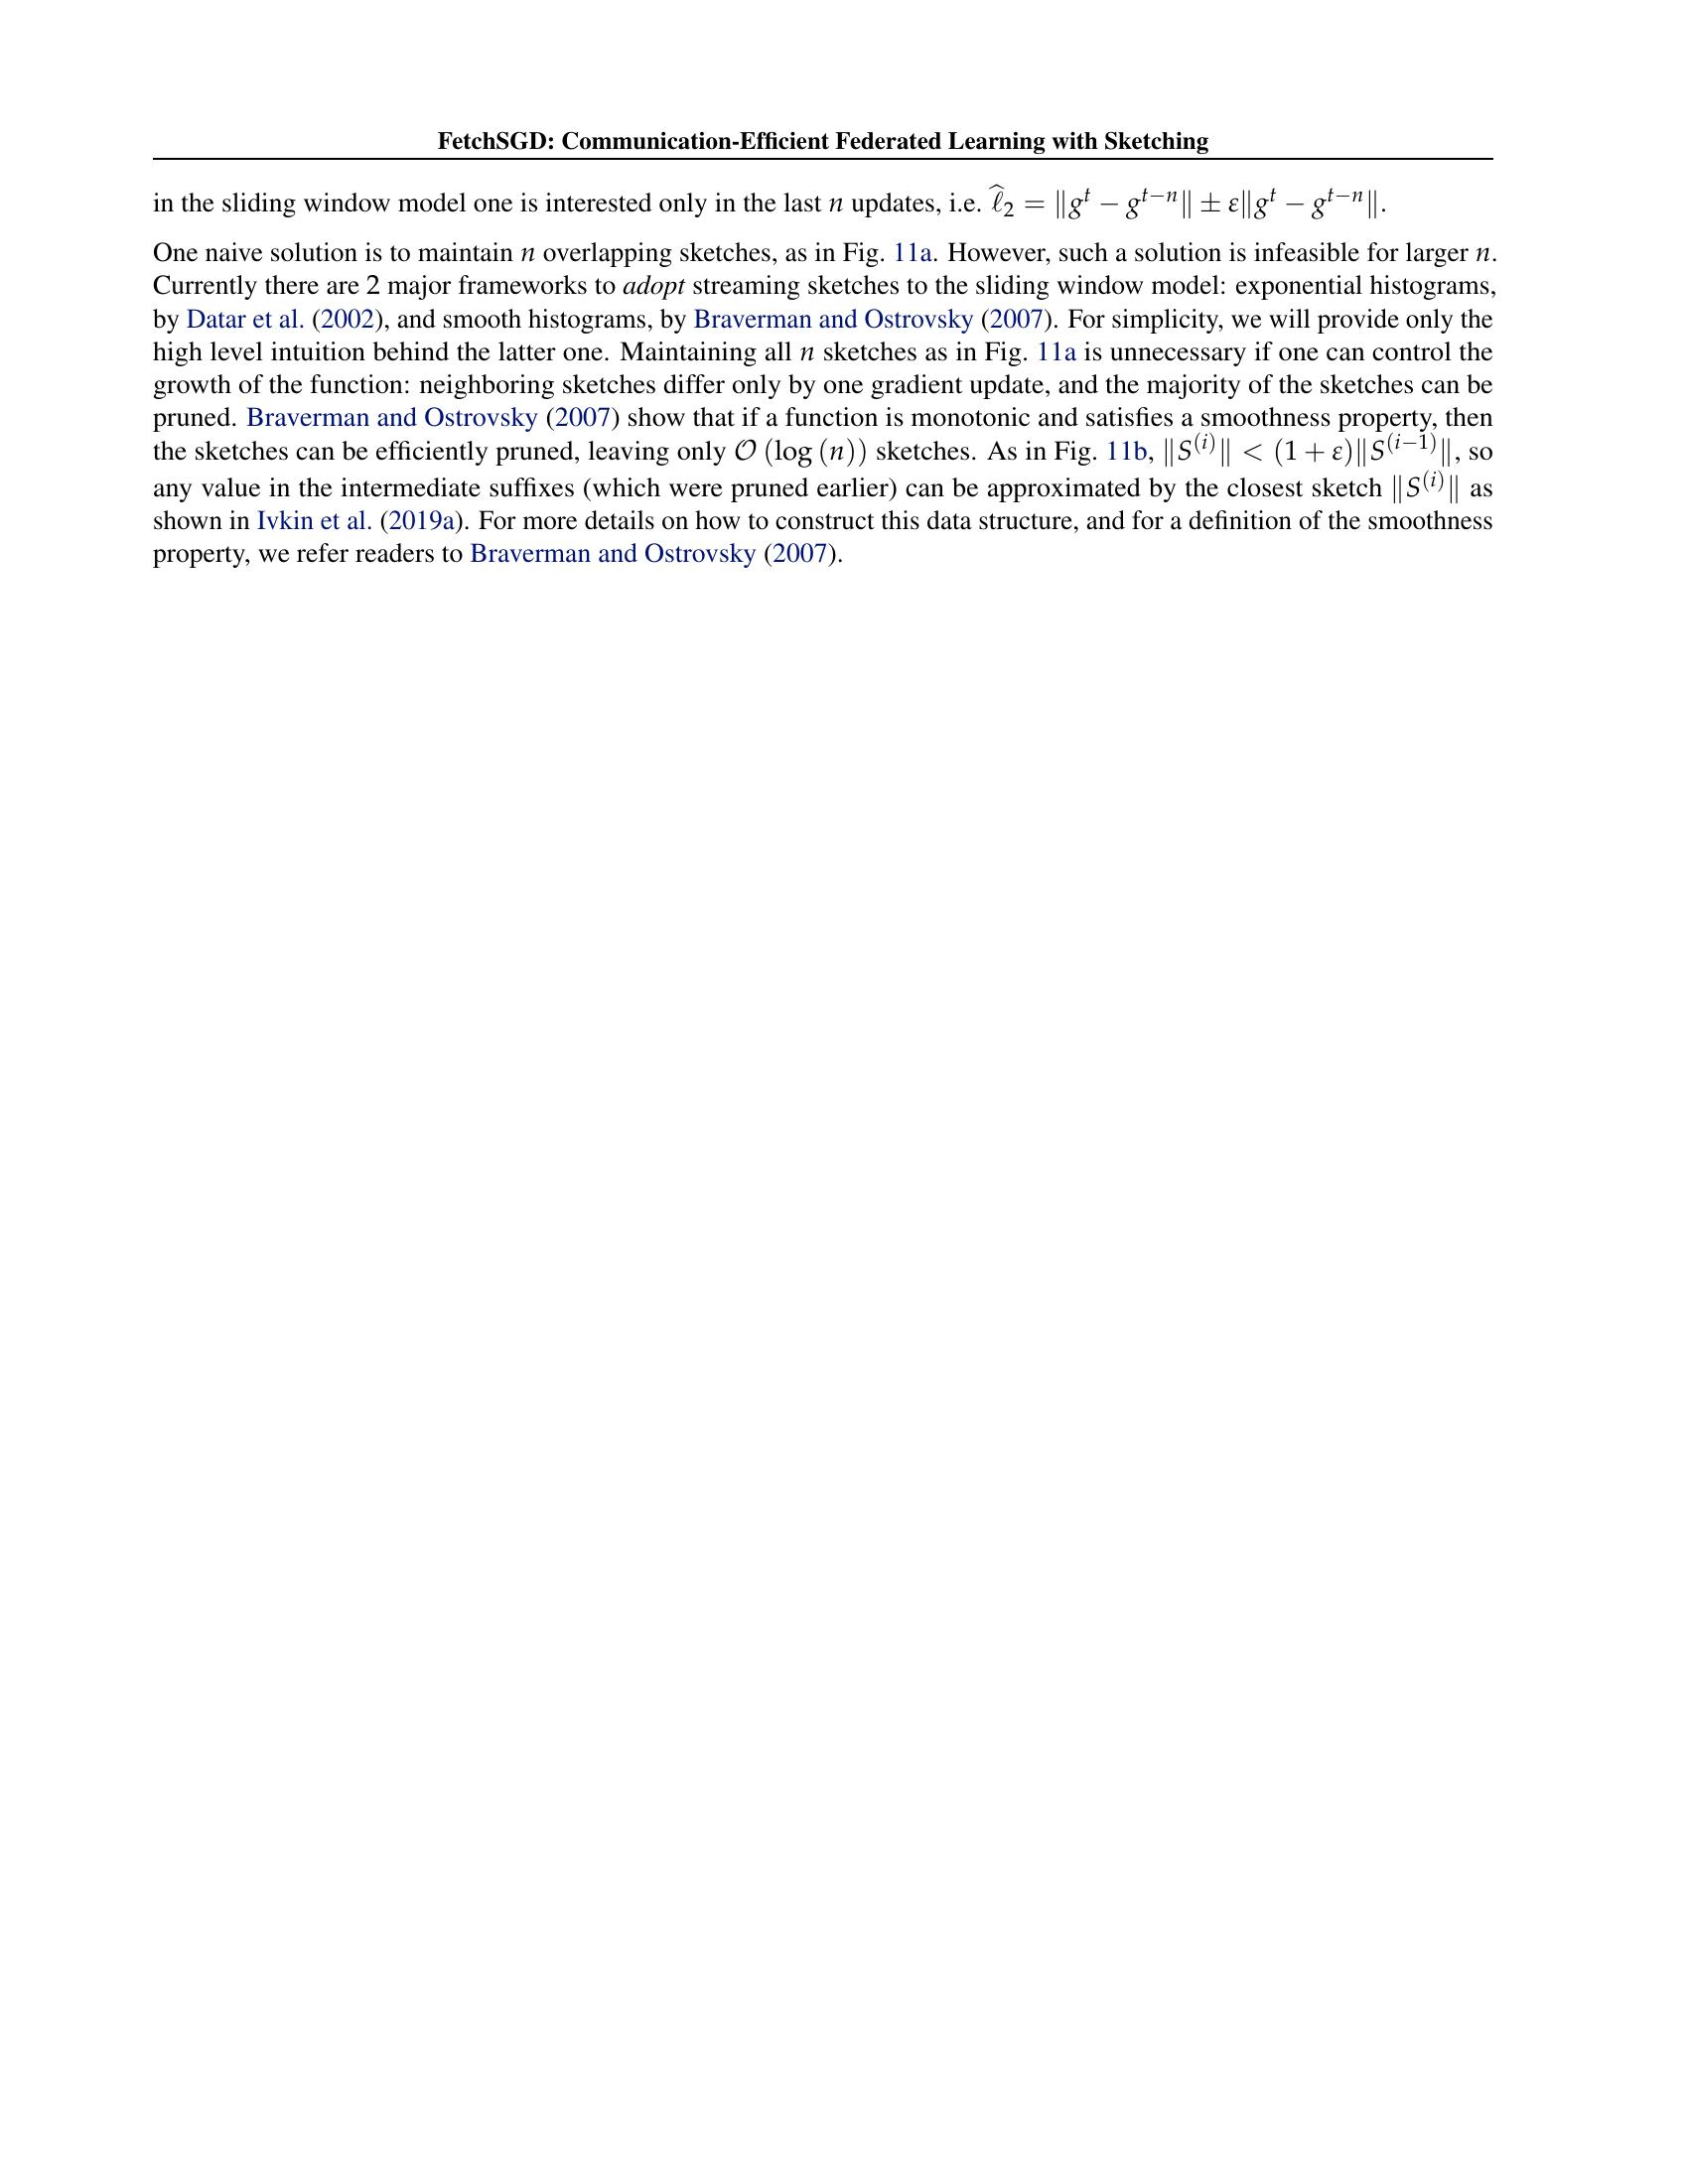 FetchSGD: Communication-Efficient Federated Learning with Sketching
in the sliding window model one is interested only in the last n updates, i.e. ℓ̂₂ = ‖gᵗ − gᵗ⁻ⁿ‖ ± ε‖gᵗ − gᵗ⁻ⁿ‖.
One naive solution is to maintain n overlapping sketches, as in Fig. 11a. However, such a solution is infeasible for larger n.
Currently there are 2 major frameworks to adopt streaming sketches to the sliding window model: exponential histograms,
by Datar et al. (2002), and smooth histograms, by Braverman and Ostrovsky (2007). For simplicity, we will provide only the
high level intuition behind the latter one. Maintaining all n sketches as in Fig. 11a is unnecessary if one can control the
growth of the function: neighboring sketches differ only by one gradient update, and the majority of the sketches can be
pruned. Braverman and Ostrovsky (2007) show that if a function is monotonic and satisfies a smoothness property, then
the sketches can be efficiently pruned, leaving only 𝒪 (log (n)) sketches. As in Fig. 11b, ‖S⁽ⁱ⁾‖ < (1 + ε)‖S⁽ⁱ⁻¹⁾‖, so
any value in the intermediate suffixes (which were pruned earlier) can be approximated by the closest sketch ‖S⁽ⁱ⁾‖ as
shown in Ivkin et al. (2019a). For more details on how to construct this data structure, and for a definition of the smoothness
property, we refer readers to Braverman and Ostrovsky (2007).